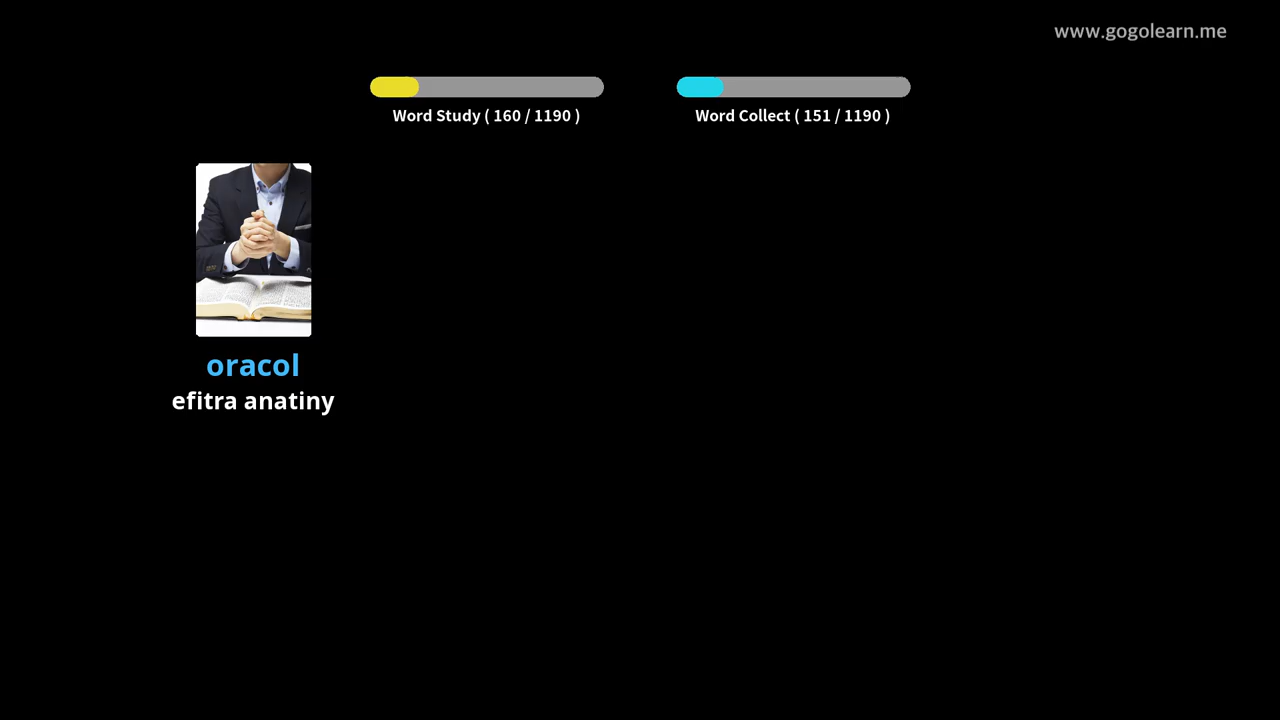 www.gogolearn.me
Word Study ( 160 / 1190 )
Word Collect ( 151 / 1190 )
oracol
efitra anatiny